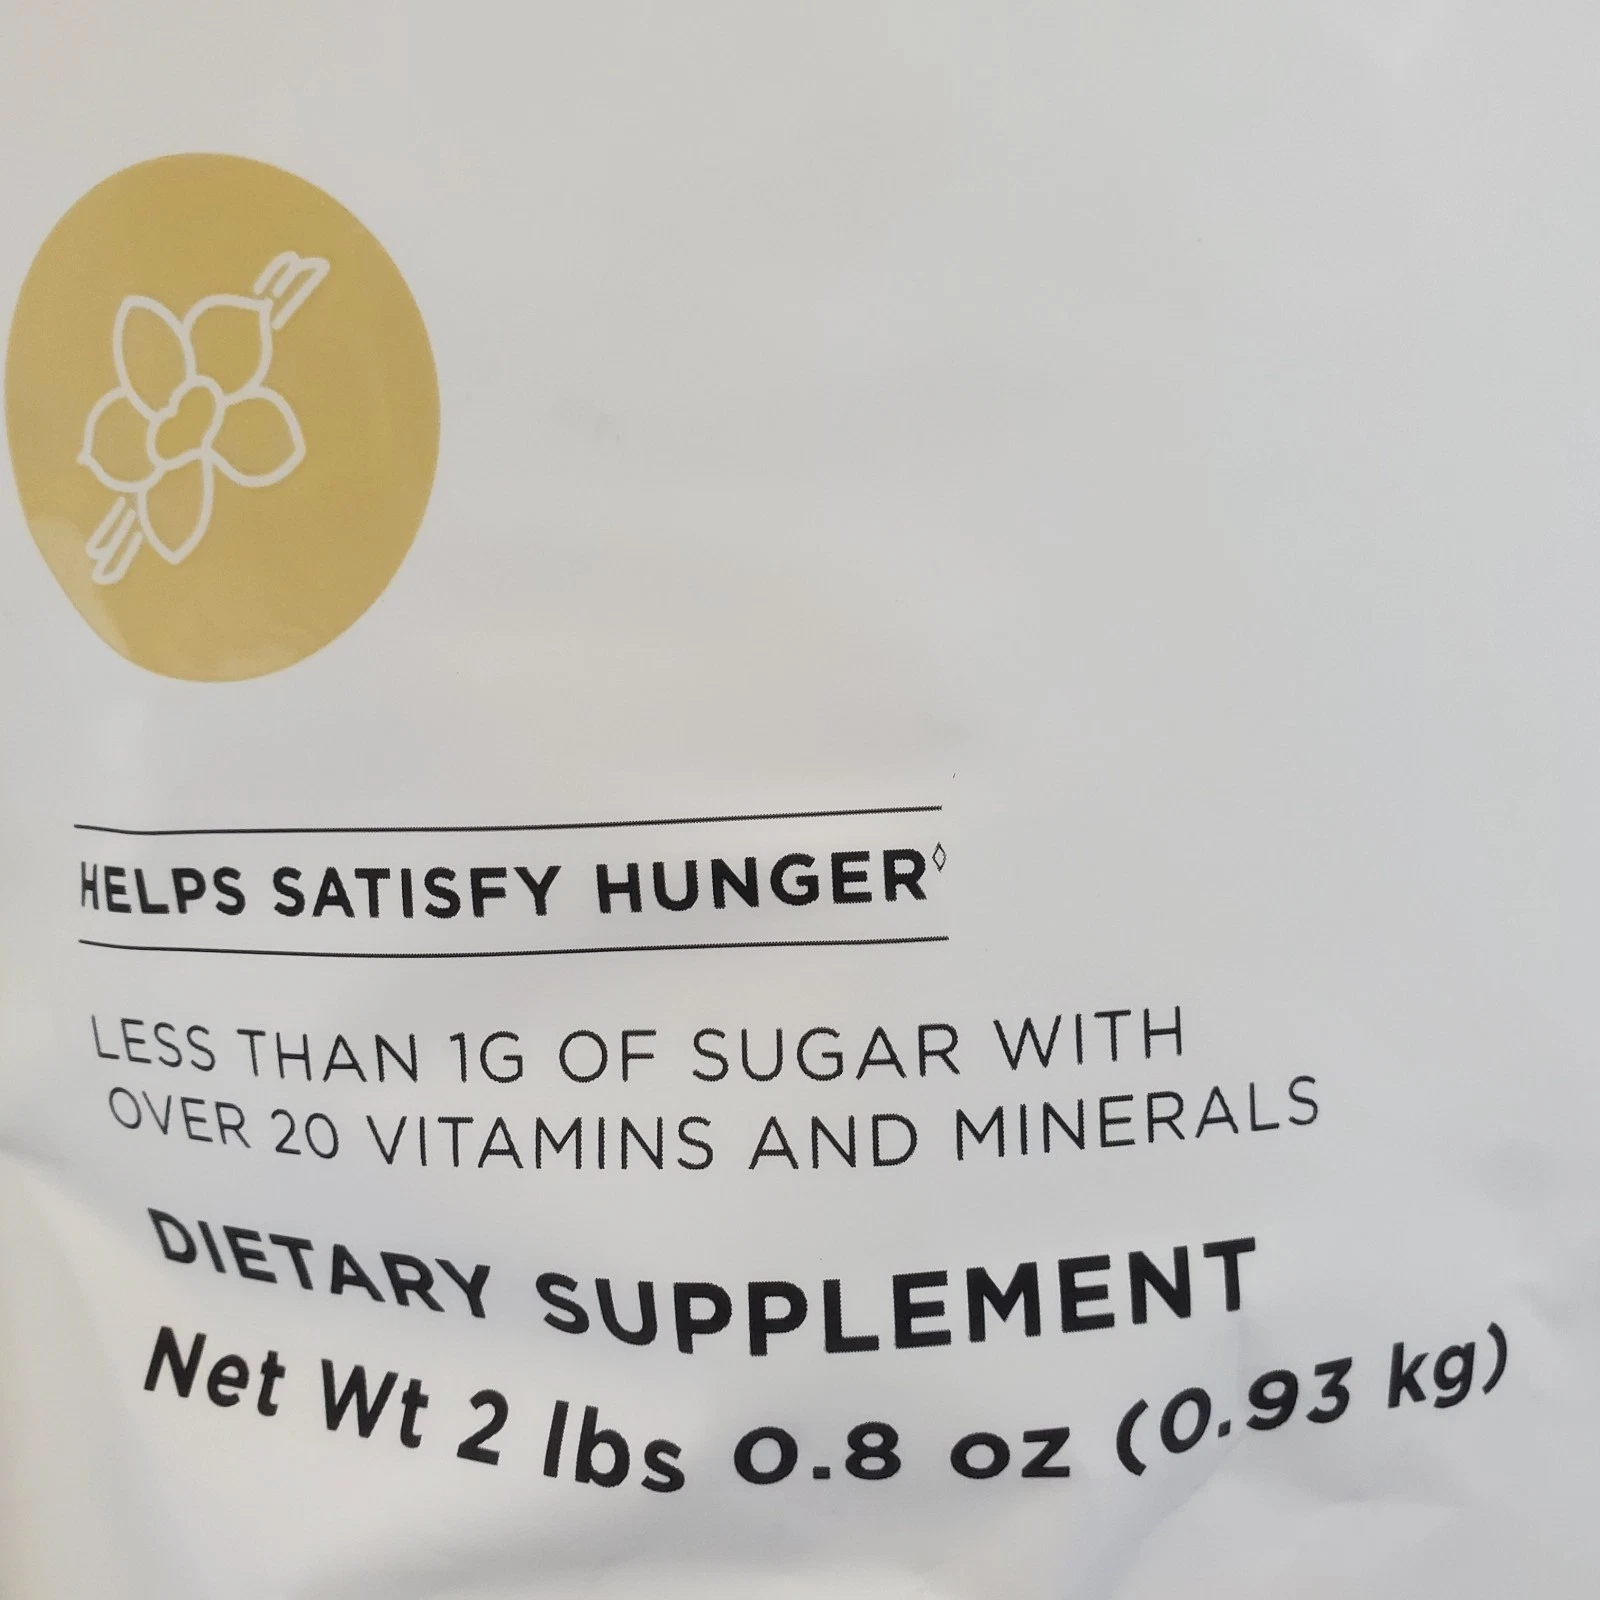 HELPS SATISFY HUNGER◊
LESS THAN 1G OF SUGAR WITH
OVER 20 VITAMINS AND MINERALS
DIETARY SUPPLEMENT
Net Wt 2 lbs 0.8 oz (0.93 kg)